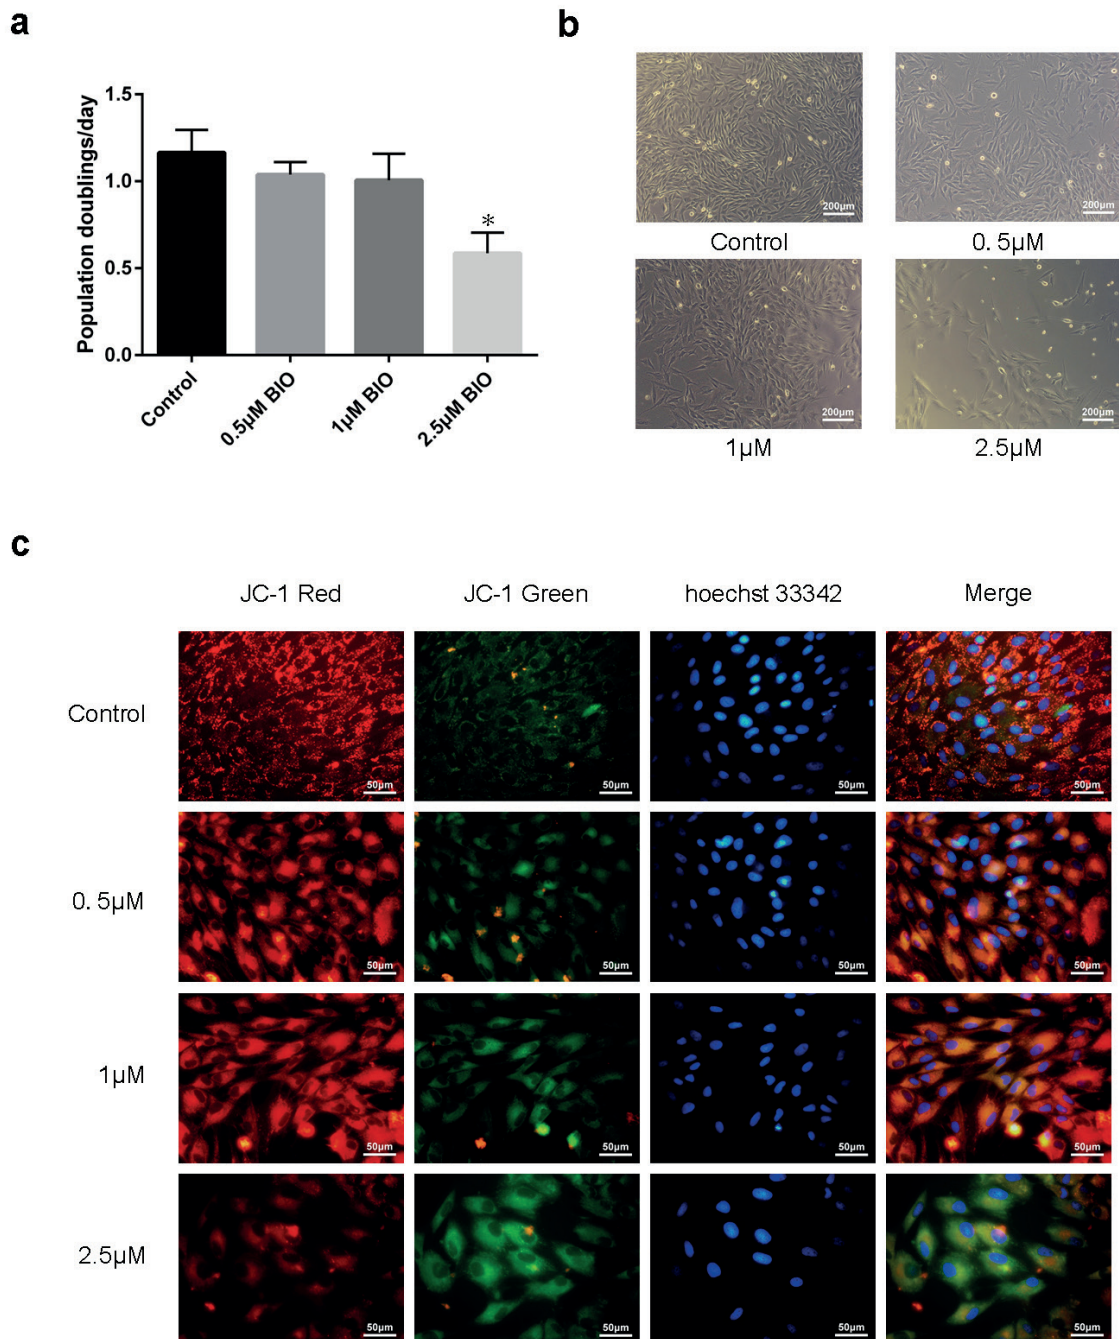 a
Population doublings/day
1.5
1.0
0.5
0.0
*
Control
0.5µM BIO
1µM BIO
2.5µM BIO
b
200µm
200µm
Control
0.5µM
200µm
200µm
1µM
2.5µM
c
JC-1 Red
JC-1 Green
hoechst 33342
Merge
Control
50µm
50µm
50µm
50µm
0.5µM
50µm
50µm
50µm
50µm
1µM
50µm
50µm
50µm
50µm
2.5µM
50µm
50µm
50µm
50µm